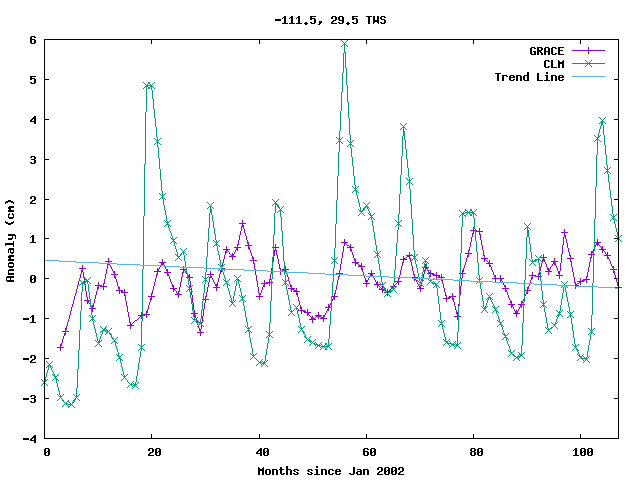 -111.5, 29.5 TWS
GRACE
CLM
Trend Line
6
5
4
3
2
1
0
-1
-2
-3
-4
Anomaly (cm)
0 20 40 60 80 100
Months since Jan 2002